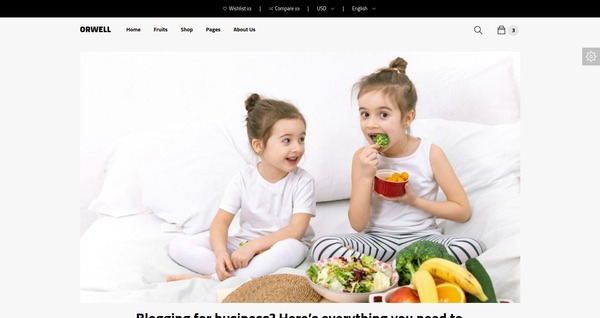 Wishlist (0) | Compare (0) | USD | English
ORWELL Home Fruits Shop Pages About Us 3
Blogging for business? Here's everything you need to